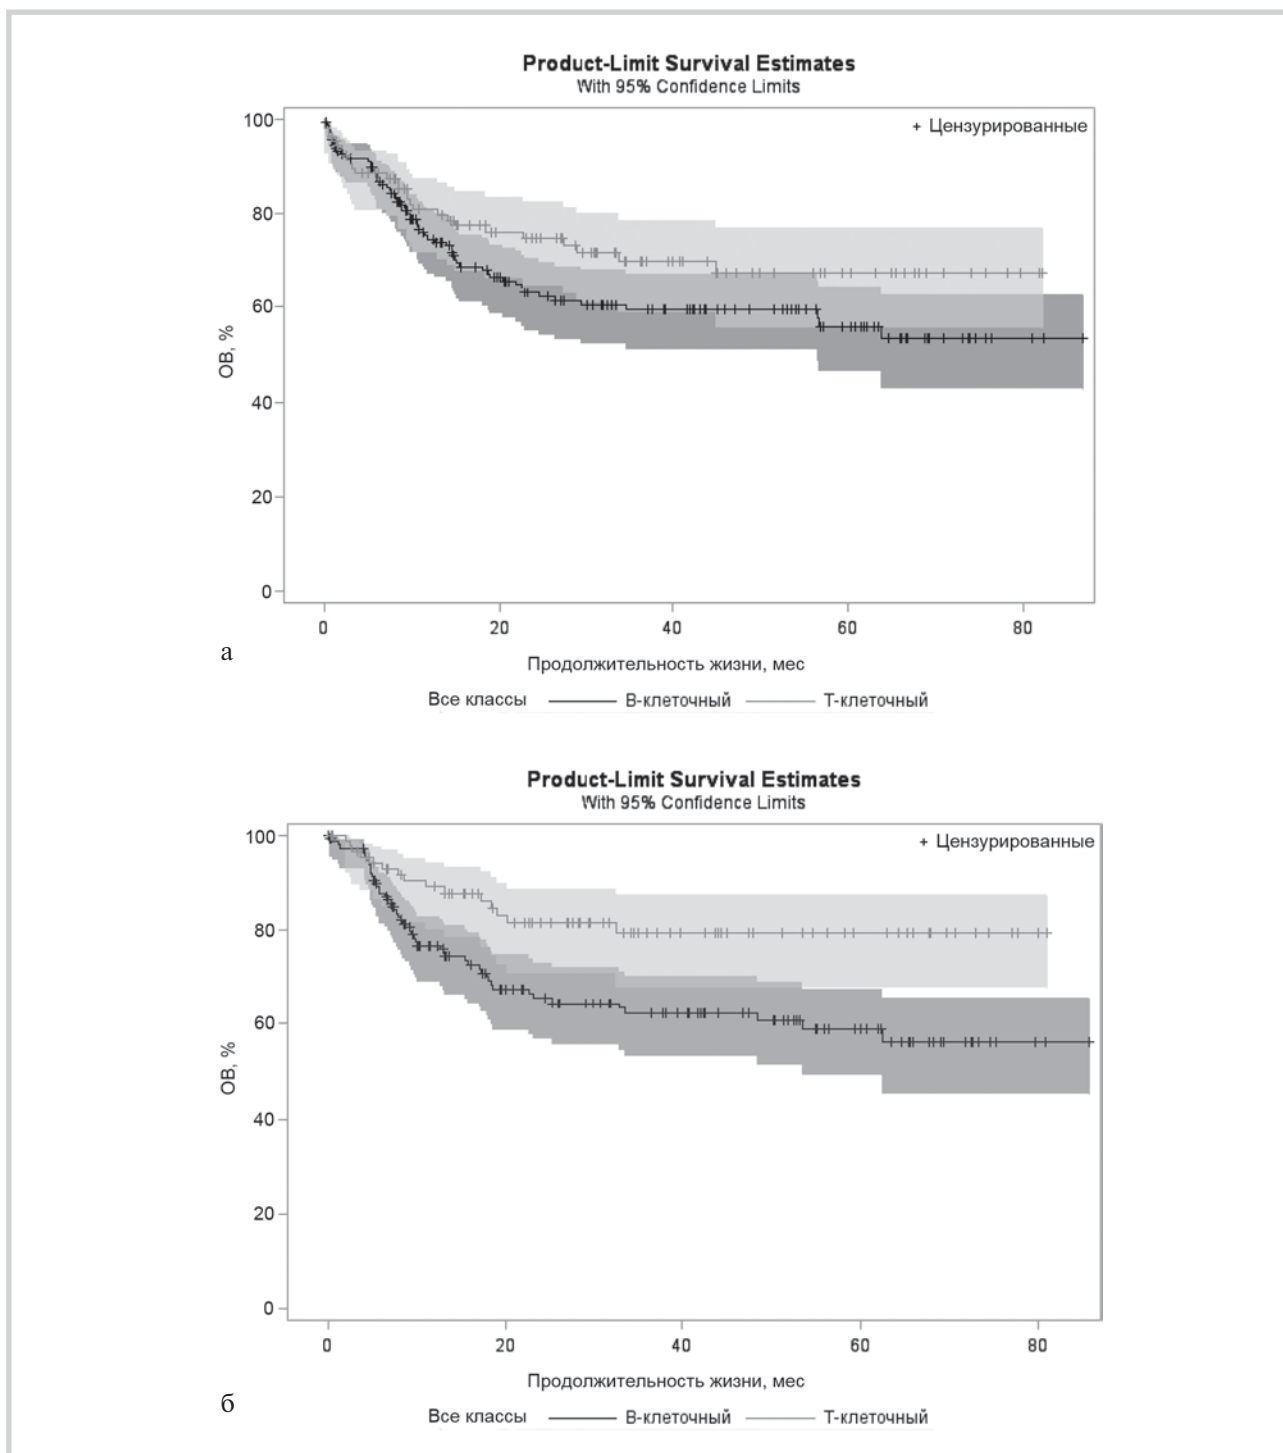 Product-Limit Survival Estimates
With 95% Confidence Limits
+ Цензурированные
100
80
60
40
20
0
ОВ, %
0 20 40 60 80
а
Продолжительность жизни, мес
Все классы В-клеточный Т-клеточный
Product-Limit Survival Estimates
With 95% Confidence Limits
+ Цензурированные
100
80
60
40
20
0
ОВ, %
0 20 40 60 80
Продолжительность жизни, мес
б
Все классы В-клеточный Т-клеточный